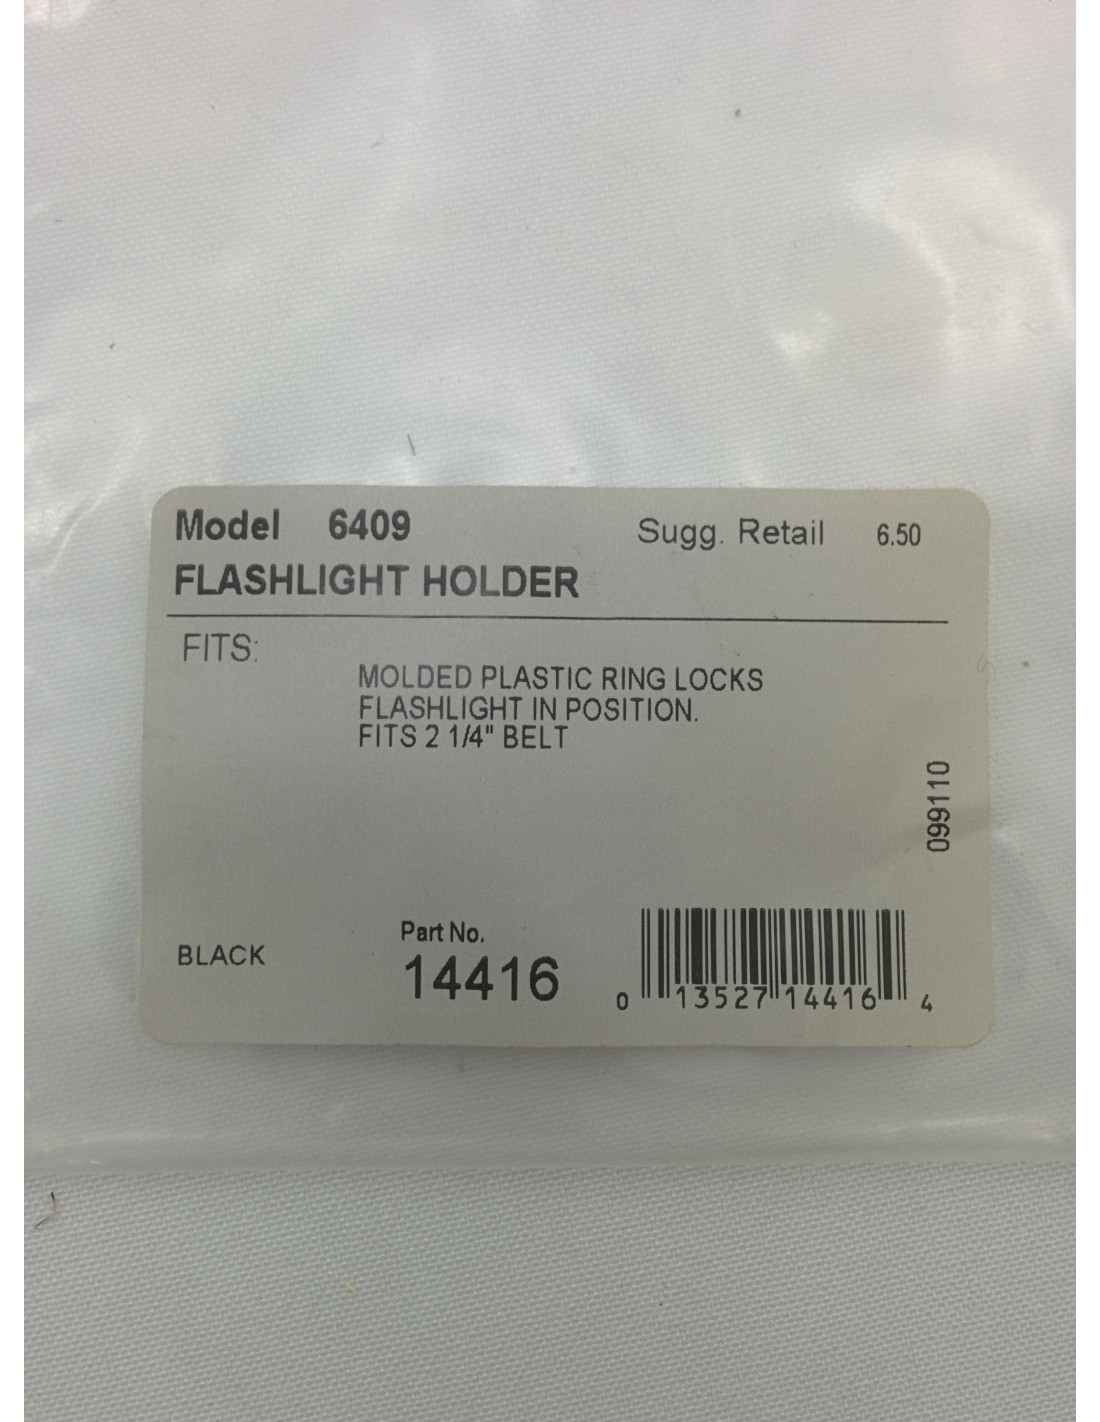 Model 6409 Sugg. Retail 6.50
FLASHLIGHT HOLDER
FITS:
MOLDED PLASTIC RING LOCKS
FLASHLIGHT IN POSITION.
FITS 2 1/4" BELT
099110
BLACK
Part No.
14416
0 13527 14416 4